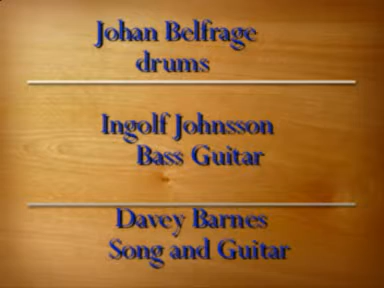 Johan Belfrage
drums
Ingolf Johnsson
Bass Guitar
Davey Barnes
Song and Guitar